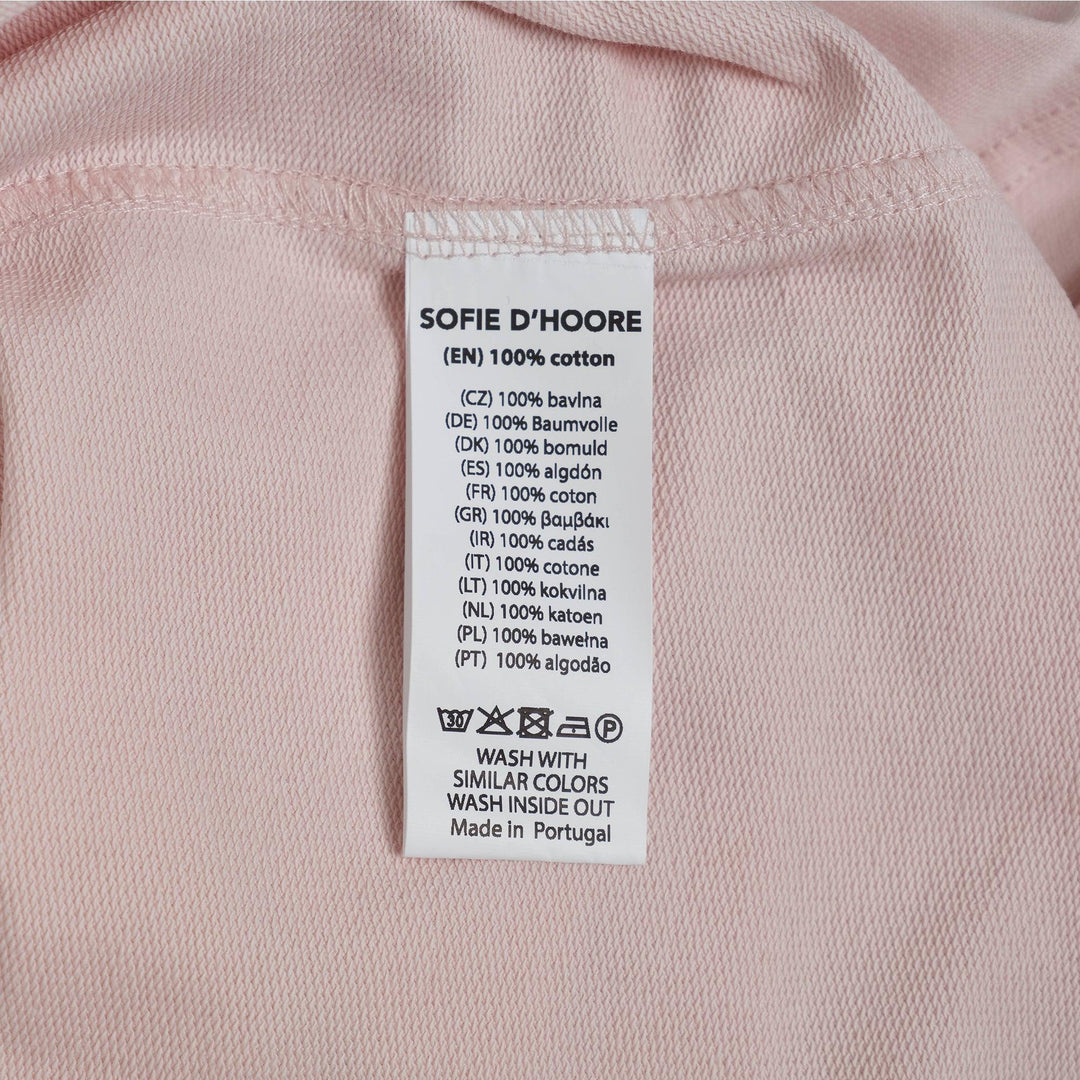 SOFIE D'HOORE
(EN) 100% cotton
(CZ) 100% bavlna
(DE) 100% Baumvolle
(DK) 100% bomuld
(ES) 100% algdón
(FR) 100% coton
(GR) 100% βαμβάκι
(IR) 100% cadás
(IT) 100% cotone
(LT) 100% kokvilna
(NL) 100% katoen
(PL) 100% bawełna
(PT) 100% algodão
30 P
WASH WITH
SIMILAR COLORS
WASH INSIDE OUT
Made in Portugal